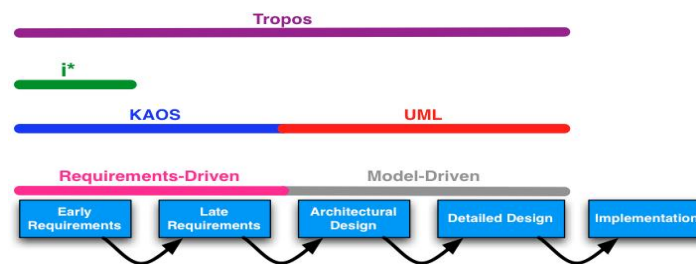 Tropos
i*
KAOS
UML
Requirements-Driven
Model-Driven
Early
Requirements
Late
Requirements
Architectural
Design
Detailed Design
Implementation